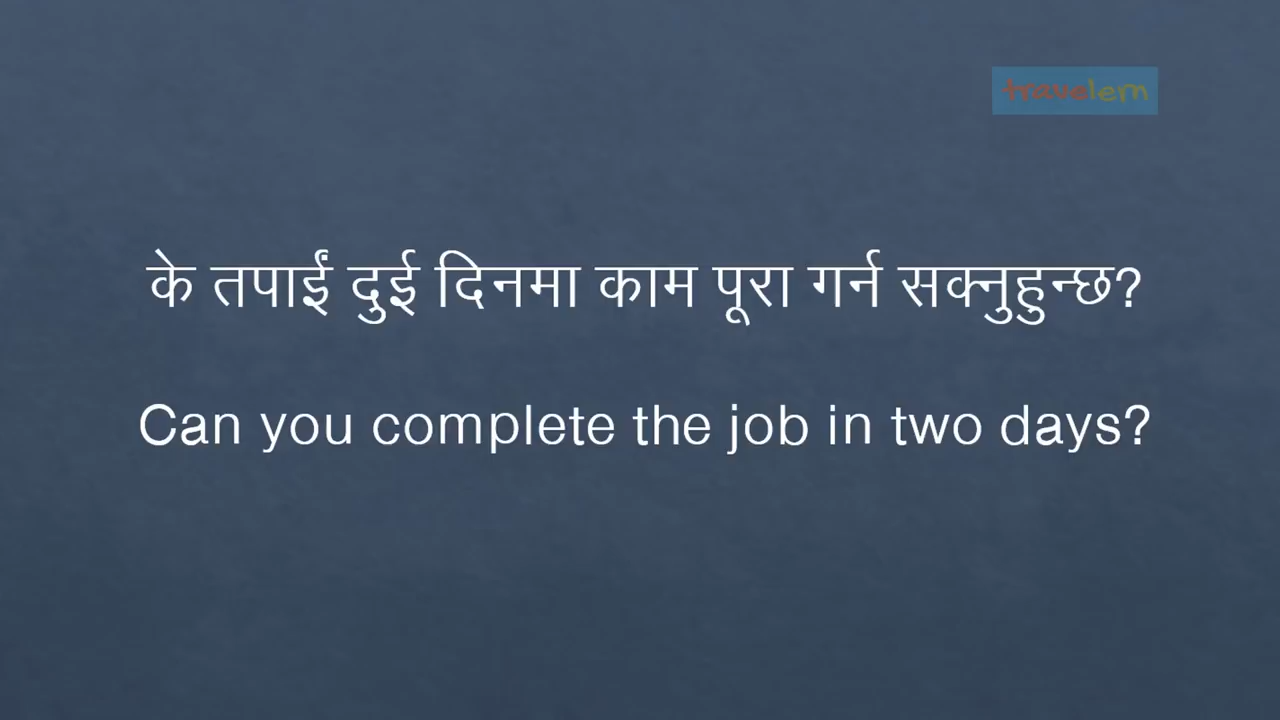 travelem
के तपाईं दुई दिनमा काम पूरा गर्न सक्नुहुन्छ?
Can you complete the job in two days?